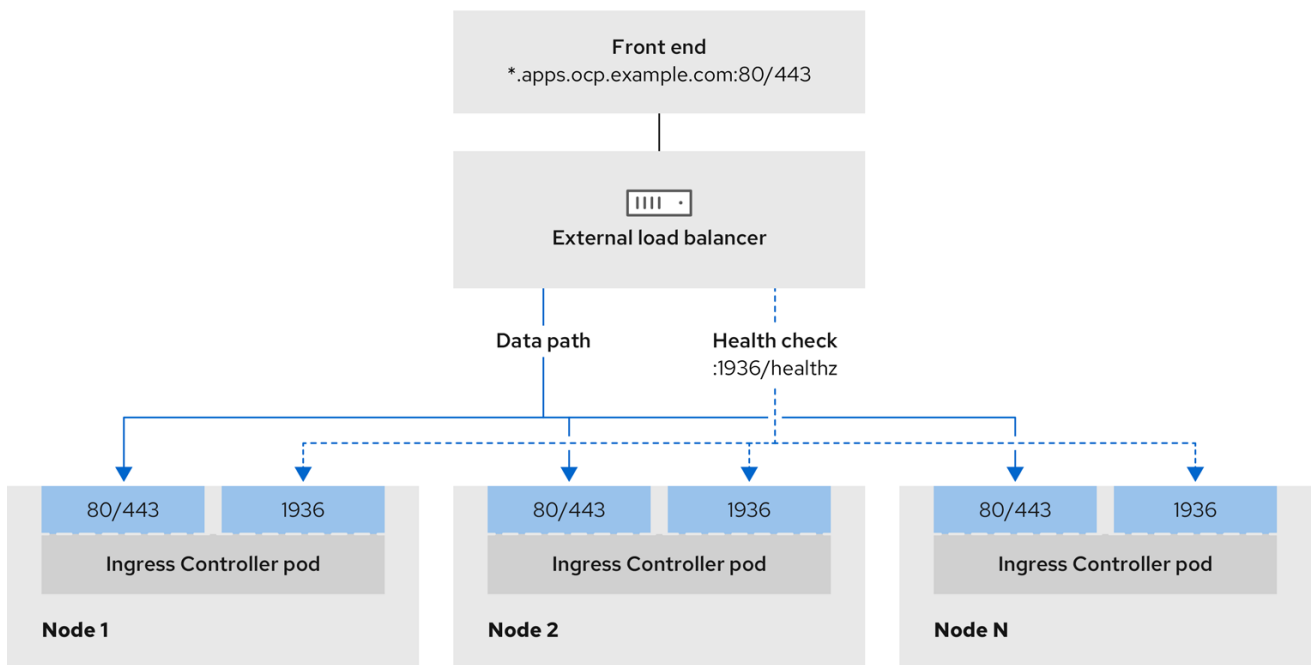 Front end
*.apps.ocp.example.com:80/443
External load balancer
Data path
Health check
:1936/healthz
80/443
1936
Ingress Controller pod
Node 1
80/443
1936
Ingress Controller pod
Node 2
80/443
1936
Ingress Controller pod
Node N